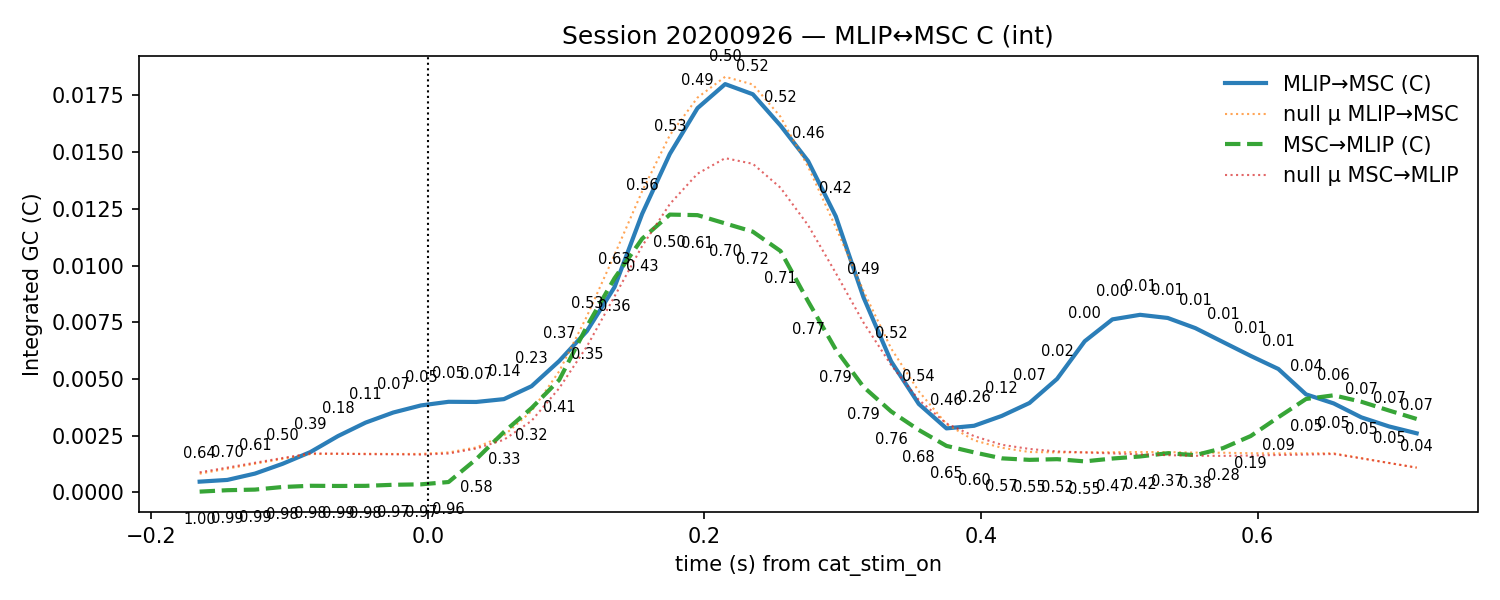 Session 20200926 — MLIP↔MSC C (int)
MLIP→MSC (C)
null μ MLIP→MSC
MSC→MLIP (C)
null μ MSC→MLIP
Integrated GC (C)
0.0175
0.0150
0.0125
0.0100
0.0075
0.0050
0.0025
0.0000
0.64 0.70 0.61 0.50 0.39 0.18 0.11 0.07 0.05 0.05 0.07 0.14 0.23 0.37 0.53 0.63 0.56 0.53 0.49 0.50 0.52 0.52 0.46 0.42 0.49 0.52 0.54 0.46 0.26 0.12 0.07 0.02 0.00 0.00 0.01 0.01 0.01 0.01 0.01 0.01 0.04 0.06 0.07 0.07 0.07
1.00 0.99 0.99 0.98 0.98 0.99 0.98 0.97 0.97 0.96 0.58 0.33 0.32 0.41 0.35 0.36 0.43 0.50 0.61 0.70 0.72 0.71 0.77 0.79 0.79 0.76 0.68 0.65 0.60 0.57 0.55 0.52 0.55 0.47 0.42 0.37 0.38 0.28 0.19 0.09 0.05 0.05 0.05 0.05 0.04
−0.2 0.0 0.2 0.4 0.6
time (s) from cat_stim_on